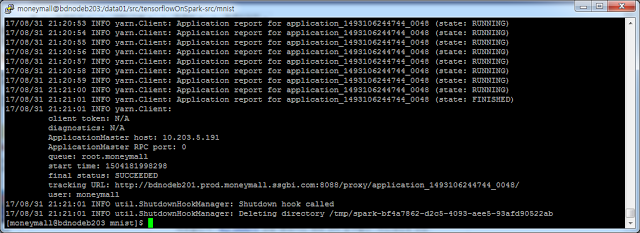 moneymall@bdnodeb203:/data01/src/tensorflowOnSpark-src/mnist
17/08/31 21:20:53 INFO yarn.Client: Application report for application_1493106244744_0048 (state: RUNNING)
17/08/31 21:20:54 INFO yarn.Client: Application report for application_1493106244744_0048 (state: RUNNING)
17/08/31 21:20:55 INFO yarn.Client: Application report for application_1493106244744_0048 (state: RUNNING)
17/08/31 21:20:56 INFO yarn.Client: Application report for application_1493106244744_0048 (state: RUNNING)
17/08/31 21:20:57 INFO yarn.Client: Application report for application_1493106244744_0048 (state: RUNNING)
17/08/31 21:20:58 INFO yarn.Client: Application report for application_1493106244744_0048 (state: RUNNING)
17/08/31 21:20:59 INFO yarn.Client: Application report for application_1493106244744_0048 (state: RUNNING)
17/08/31 21:21:00 INFO yarn.Client: Application report for application_1493106244744_0048 (state: RUNNING)
17/08/31 21:21:01 INFO yarn.Client: Application report for application_1493106244744_0048 (state: FINISHED)
17/08/31 21:21:01 INFO yarn.Client:
client token: N/A
diagnostics: N/A
ApplicationMaster host: 10.203.5.191
ApplicationMaster RPC port: 0
queue: root.moneymall
start time: 1504181998298
final status: SUCCEEDED
tracking URL: http://bdnodeb201.prod.moneymall.ssgbi.com:8088/proxy/application_1493106244744_0048/
user: moneymall
17/08/31 21:21:01 INFO util.ShutdownHookManager: Shutdown hook called
17/08/31 21:21:01 INFO util.ShutdownHookManager: Deleting directory /tmp/spark-bf4a7862-d2c5-4093-aee5-93afd90522ab
[moneymall@bdnodeb203 mnist]$